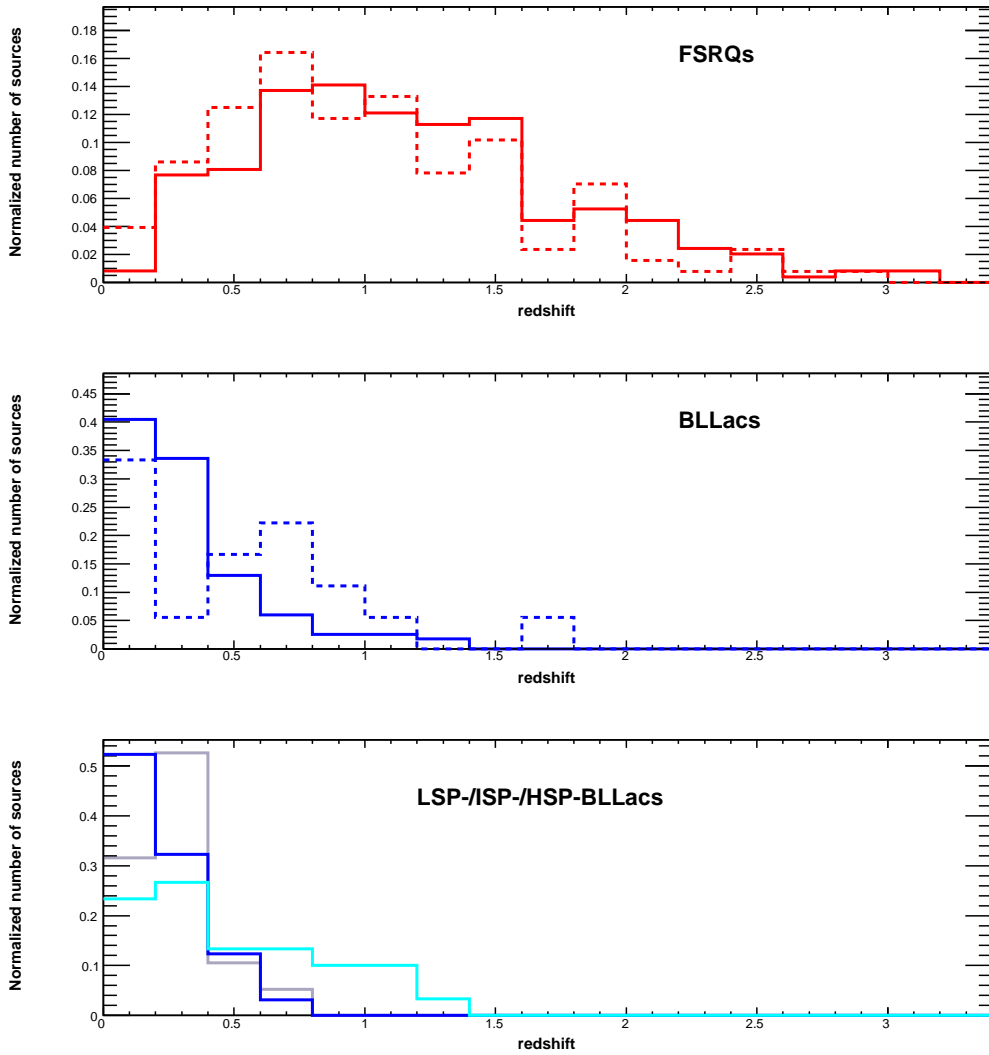 Normalized number of sources
0.18
0.16
0.14
0.12
0.1
0.08
0.06
0.04
0.02
0
FSRQs
0 0.5 1 1.5 2 2.5 3
redshift
Normalized number of sources
0.45
0.4
0.35
0.3
0.25
0.2
0.15
0.1
0.05
0
BLLacs
0 0.5 1 1.5 2 2.5 3
redshift
Normalized number of sources
0.5
0.4
0.3
0.2
0.1
0
LSP-/ISP-/HSP-BLLacs
0 0.5 1 1.5 2 2.5 3
redshift